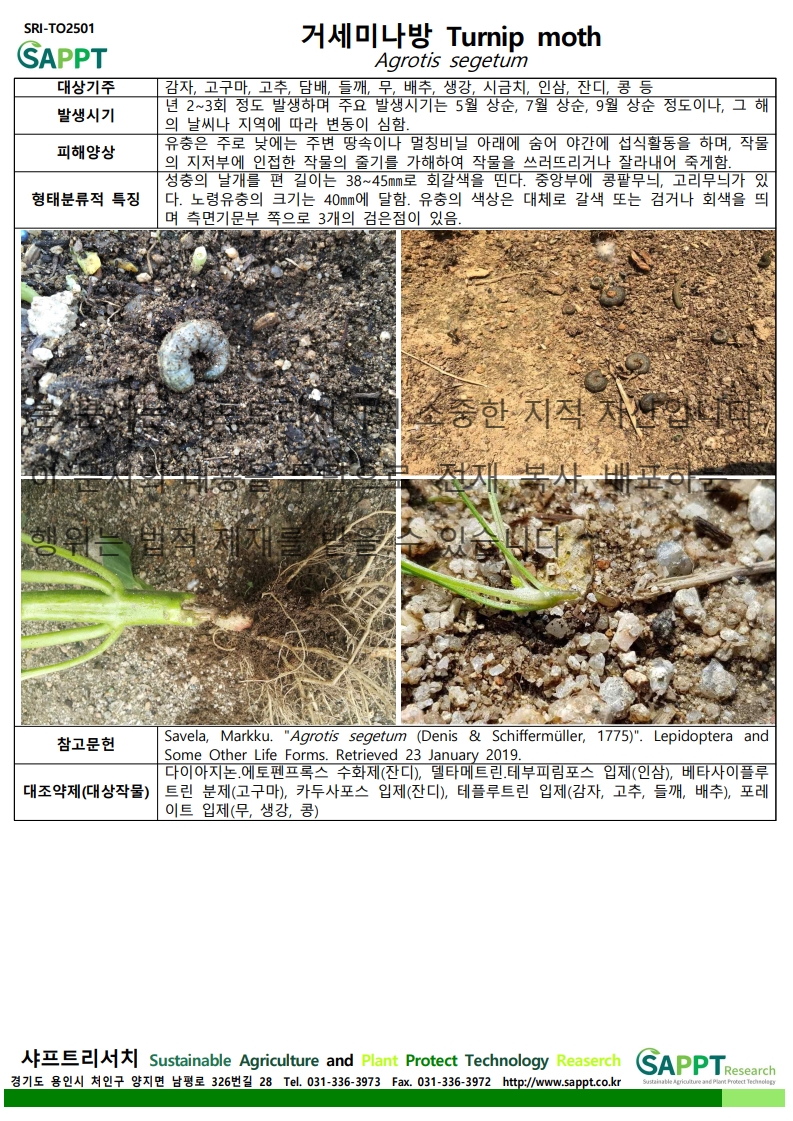 SRI-TO2501
SAPPT
거세미나방 Turnip moth
Agrotis segetum
대상기주
감자, 고구마, 고추, 담배, 들깨, 무, 배추, 생강, 시금치, 인삼, 잔디, 콩 등
발생시기
년 2~3회 정도 발생하며 주요 발생시기는 5월 상순, 7월 상순, 9월 상순 정도이나, 그 해
의 날씨나 지역에 따라 변동이 심함.
피해양상
유충은 주로 낮에는 주변 땅속이나 멀칭비닐 아래에 숨어 야간에 섭식활동을 하며, 작물
의 지저부에 인접한 작물의 줄기를 가해하여 작물을 쓰러뜨리거나 잘라내어 죽게함.
형태분류적 특징
성충의 날개를 편 길이는 38~45㎜로 회갈색을 띤다. 중앙부에 콩팥무늬, 고리무늬가 있
다. 노령유충의 크기는 40㎜에 달함. 유충의 색상은 대체로 갈색 또는 검거나 회색을 띄
며 측면기문부 쪽으로 3개의 검은점이 있음.
소중한 지적 자산입니다
이 문서의 내용을 무단으로 전재 복사 배포하는
행위는 법적 제재를 받을 수 있습니다
참고문헌
Savela, Markku. "Agrotis segetum (Denis & Schiffermüller, 1775)". Lepidoptera and
Some Other Life Forms. Retrieved 23 January 2019.
대조약제(대상작물)
다이아지논.에토펜프록스 수화제(잔디), 델타메트린.테부피림포스 입제(인삼), 베타사이플루
트린 분제(고구마), 카두사포스 입제(잔디), 테플루트린 입제(감자, 고추, 들깨, 배추), 포레
이트 입제(무, 생강, 콩)
샤프트리서치 Sustainable Agriculture and Plant Protect Technology Reaserch
경기도 용인시 처인구 양지면 남평로 326번길 28 Tel. 031-336-3973 Fax. 031-336-3972 http://www.sappt.co.kr
SAPPT Research
Sustainable Agriculture and Plant Protect Technology